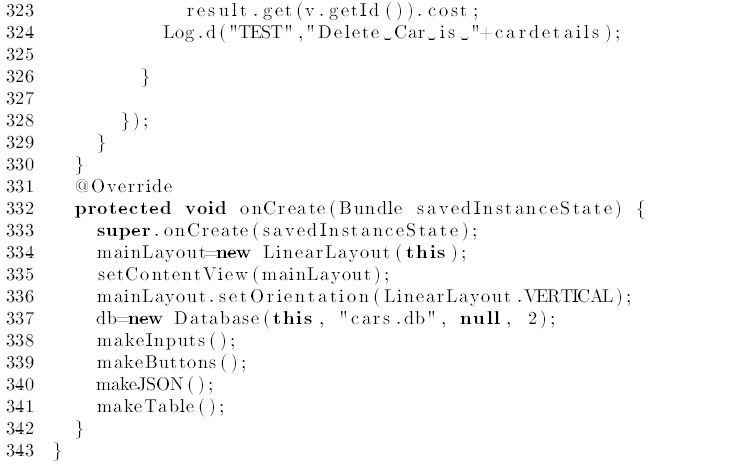 323 result.get(v.getId()).cost;
324 Log.d("TEST","Delete␣Car␣is␣"+cardetails);
325
326 }
327
328 });
329 }
330 }
331 @Override
332 protected void onCreate(Bundle savedInstanceState) {
333 super.onCreate(savedInstanceState);
334 mainLayout=new LinearLayout(this);
335 setContentView(mainLayout);
336 mainLayout.setOrientation(LinearLayout.VERTICAL);
337 db=new Database(this, "cars.db", null, 2);
338 makeInputs();
339 makeButtons();
340 makeJSON();
341 makeTable();
342 }
343 }